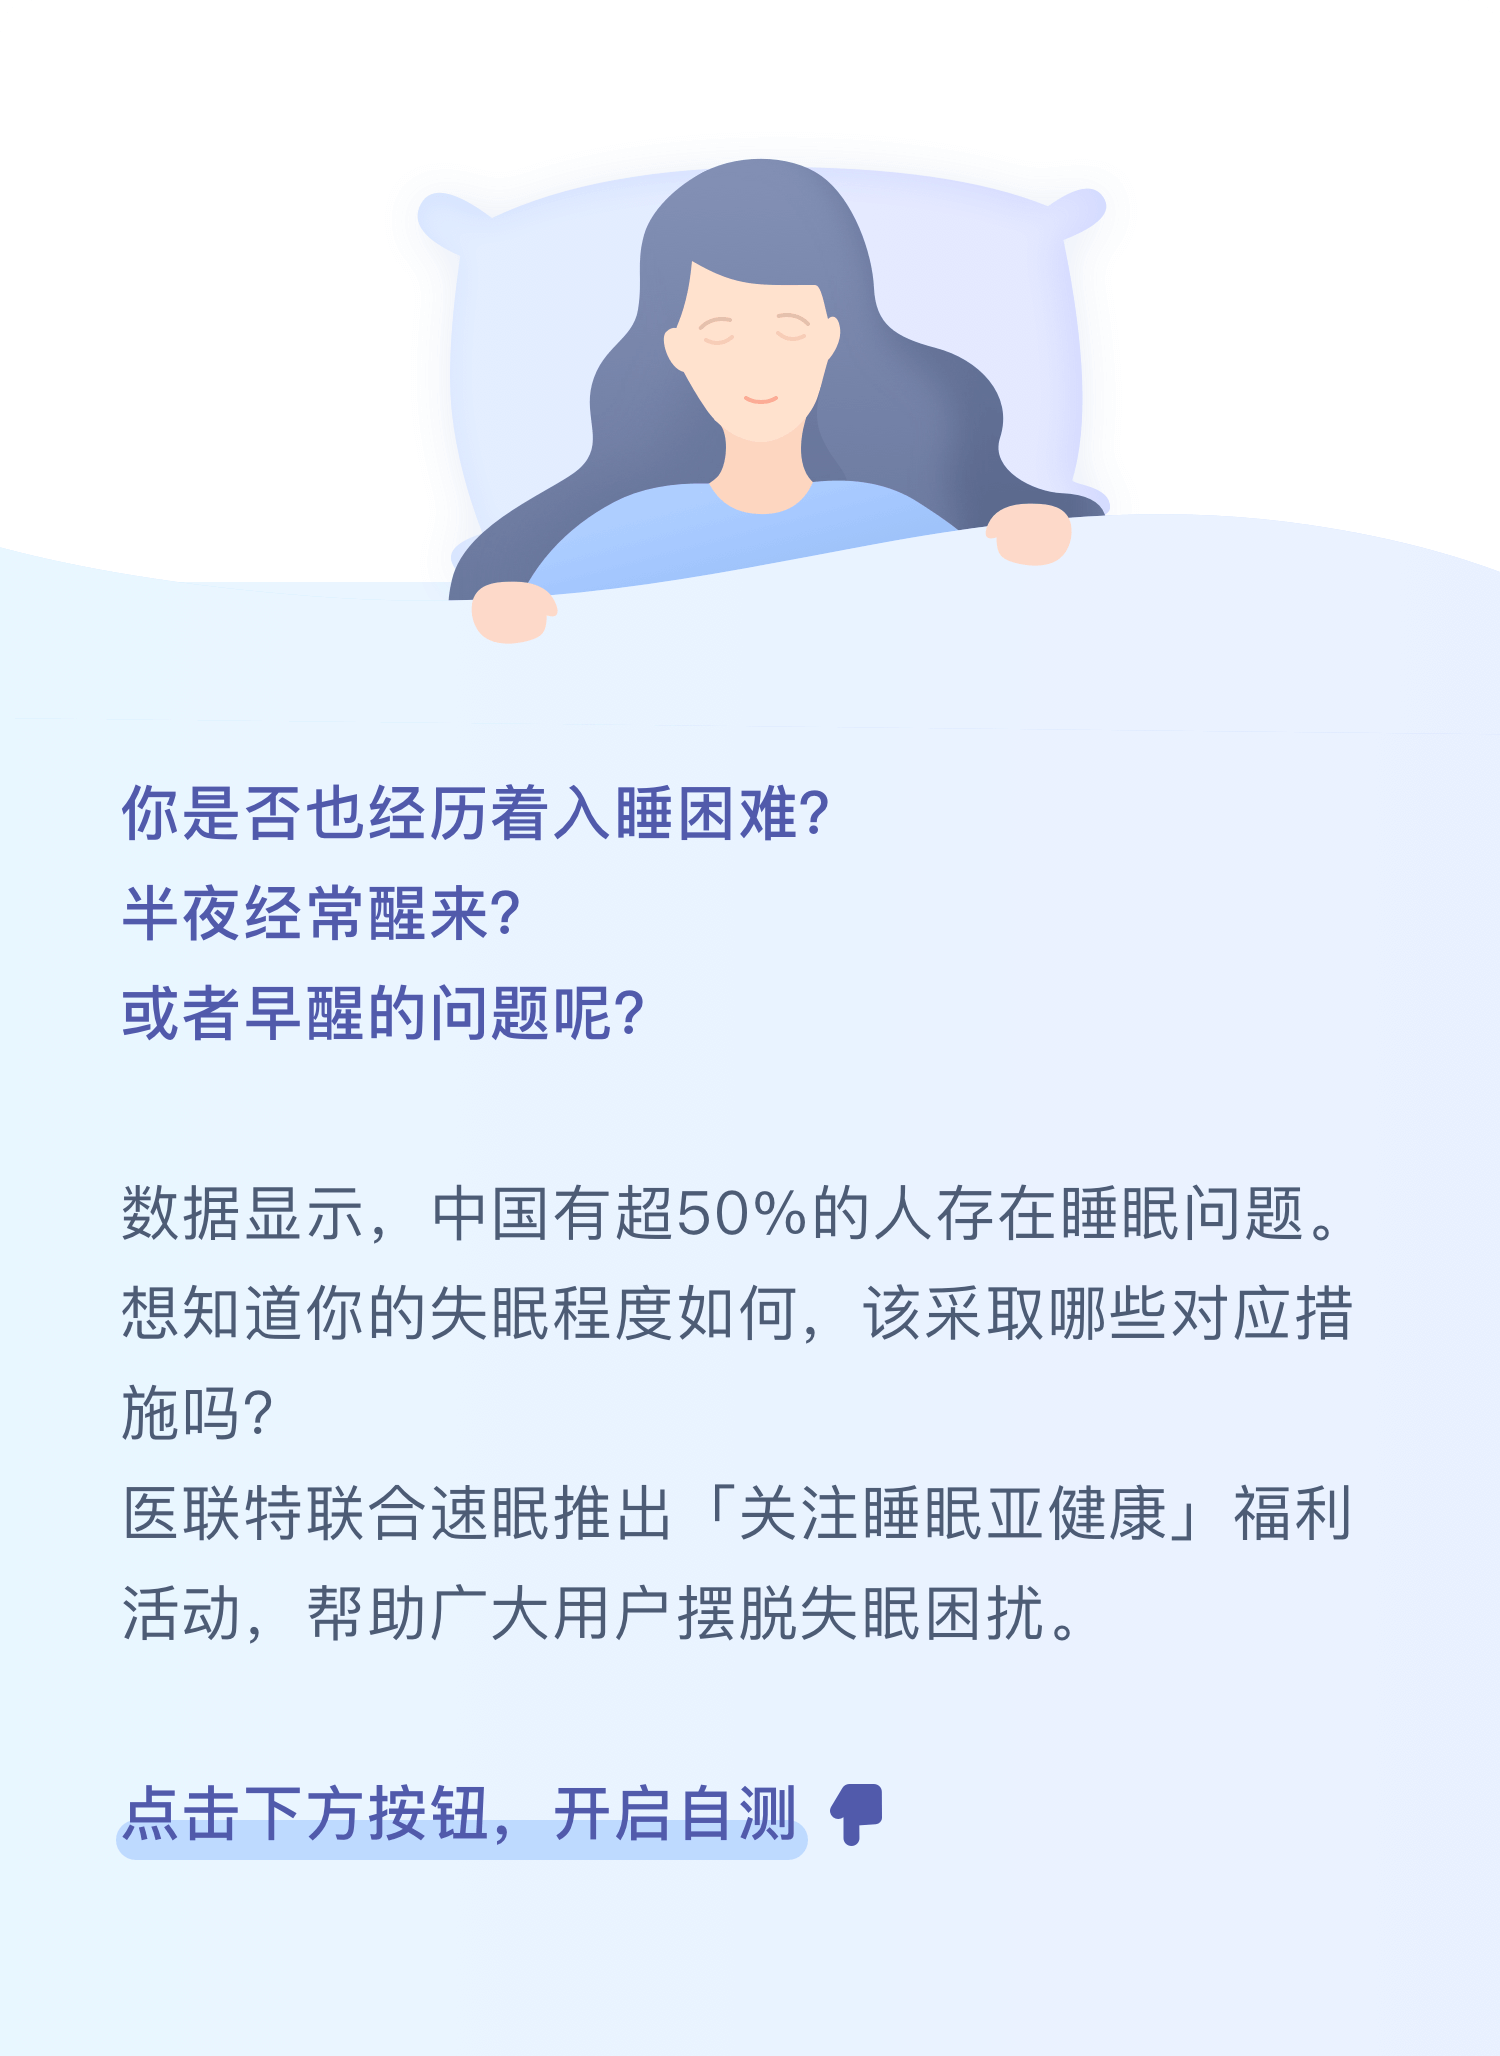 你是否也经历着入睡困难?
半夜经常醒来?
或者早醒的问题呢?
数据显示，中国有超50%的人存在睡眠问题。
想知道你的失眠程度如何，该采取哪些对应措
施吗?
医联特联合速眠推出「关注睡眠亚健康」福利
活动，帮助广大用户摆脱失眠困扰。
点击下方按钮，开启自测